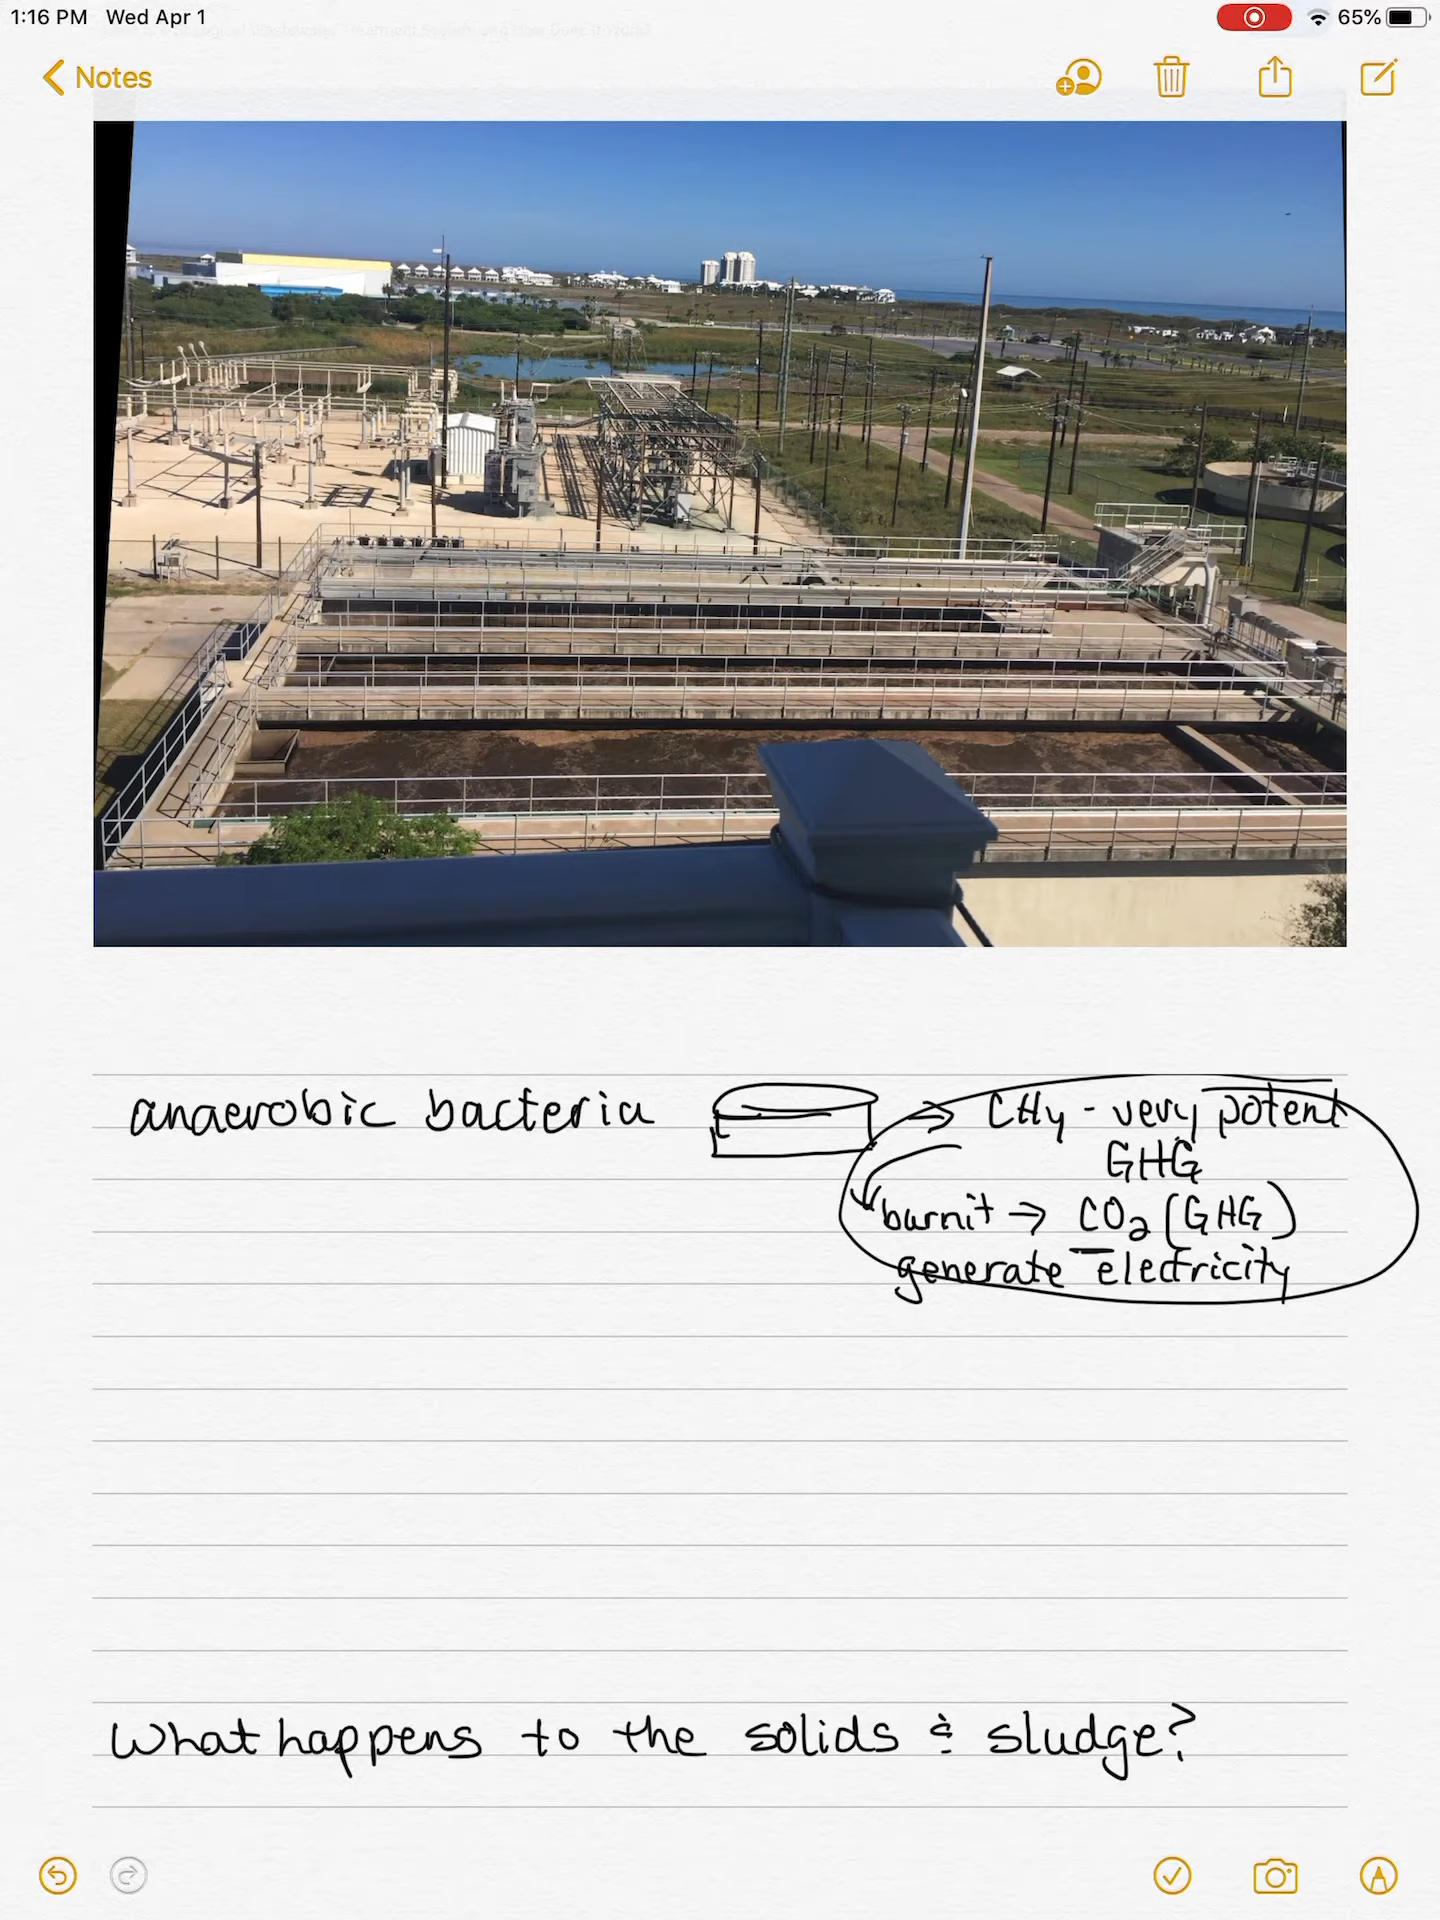 1:16 PM Wed Apr 1
65%
Notes
anaerobic bacteria → CH4 - very potent
GHG
burn it → CO2 (GHG)
generate electricity
What happens to the solids & sludge?